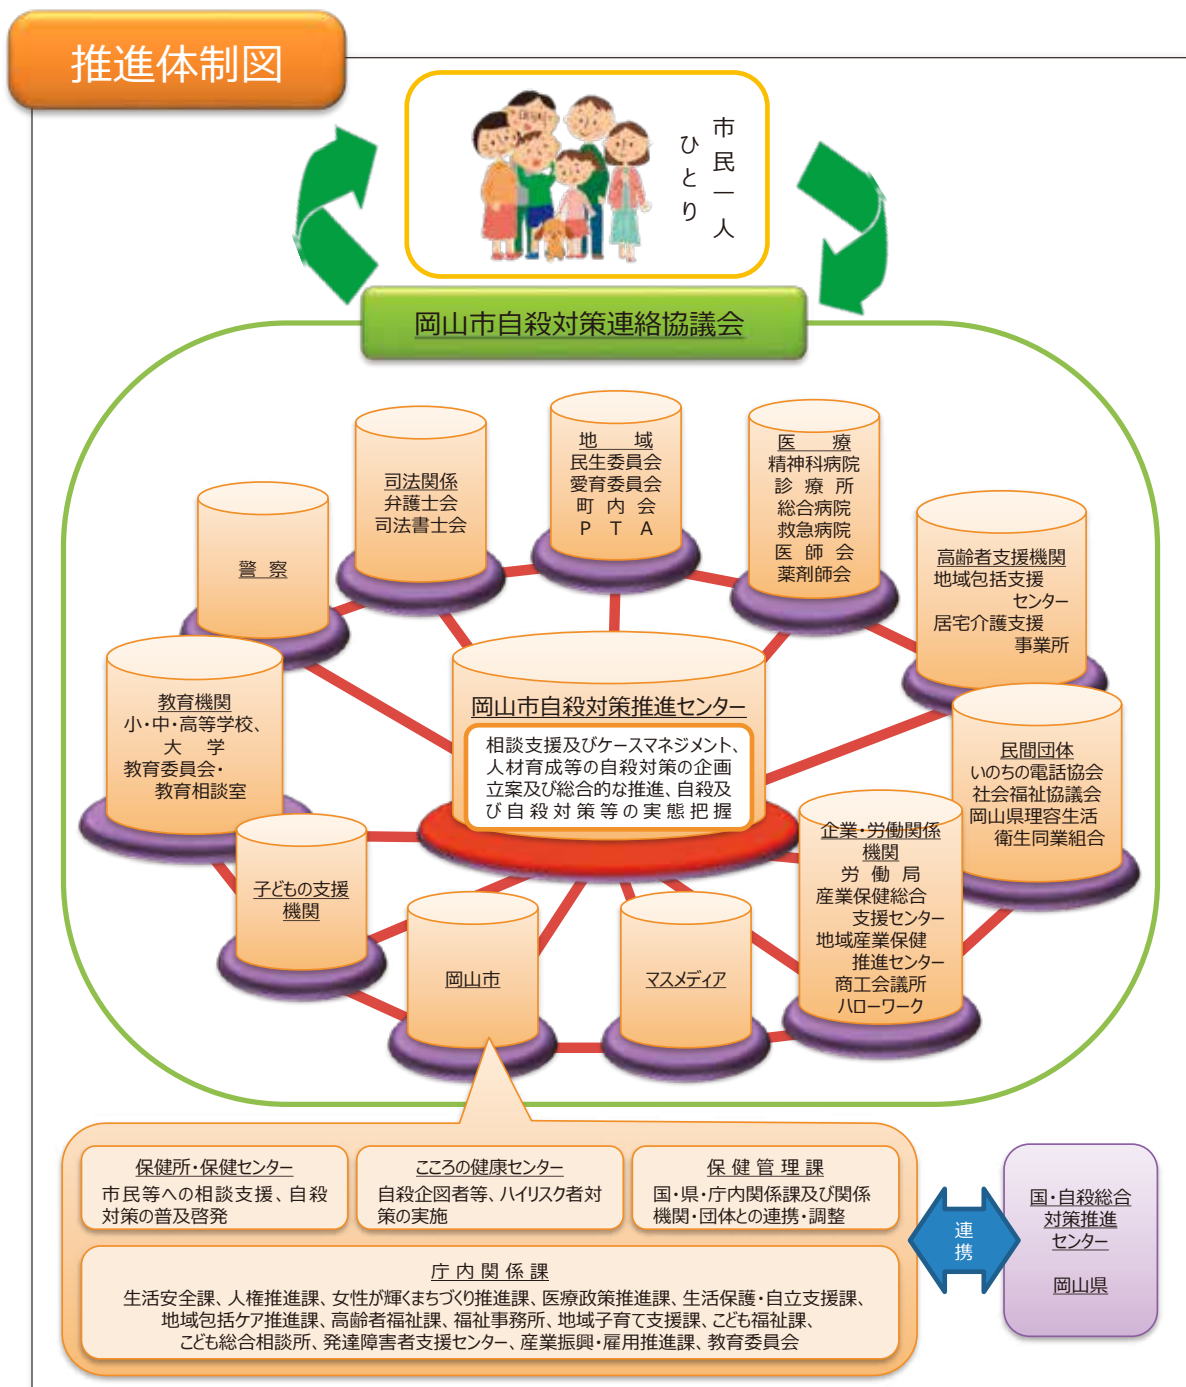 推進体制図
市民一人
ひとり
岡山市自殺対策連絡協議会
地　域
民生委員会
愛育委員会
町 内 会
P T A
医　療
精神科病院
診 療 所
総合病院
救急病院
医 師 会
薬剤師会
司法関係
弁護士会
司法書士会
警 察
高齢者支援機関
地域包括支援
センター
居宅介護支援
事業所
教育機関
小・中・高等学校、
大　学
教育委員会・
教育相談室
岡山市自殺対策推進センター
相談支援及びケースマネジメント、
人材育成等の自殺対策の企画
立案及び総合的な推進、自殺及
び自殺対策等の実態把握
民間団体
いのちの電話協会
社会福祉協議会
岡山県理容生活
衛生同業組合
企業・労働関係
機関
労 働 局
産業保健総合
支援センター
地域産業保健
推進センター
商工会議所
ハローワーク
子どもの支援
機関
岡山市
マスメディア
保健所・保健センター
市民等への相談支援、自殺
対策の普及啓発
こころの健康センター
自殺企図者等、ハイリスク者対
策の実施
保 健 管 理 課
国・県・庁内関係課及び関係
機関・団体との連携・調整
庁 内 関 係 課
生活安全課、人権推進課、女性が輝くまちづくり推進課、医療政策推進課、生活保護・自立支援課、
地域包括ケア推進課、高齢者福祉課、福祉事務所、地域子育て支援課、こども福祉課、
こども総合相談所、発達障害者支援センター、産業振興・雇用推進課、教育委員会
連携
国・自殺総合
対策推進
センター
岡山県